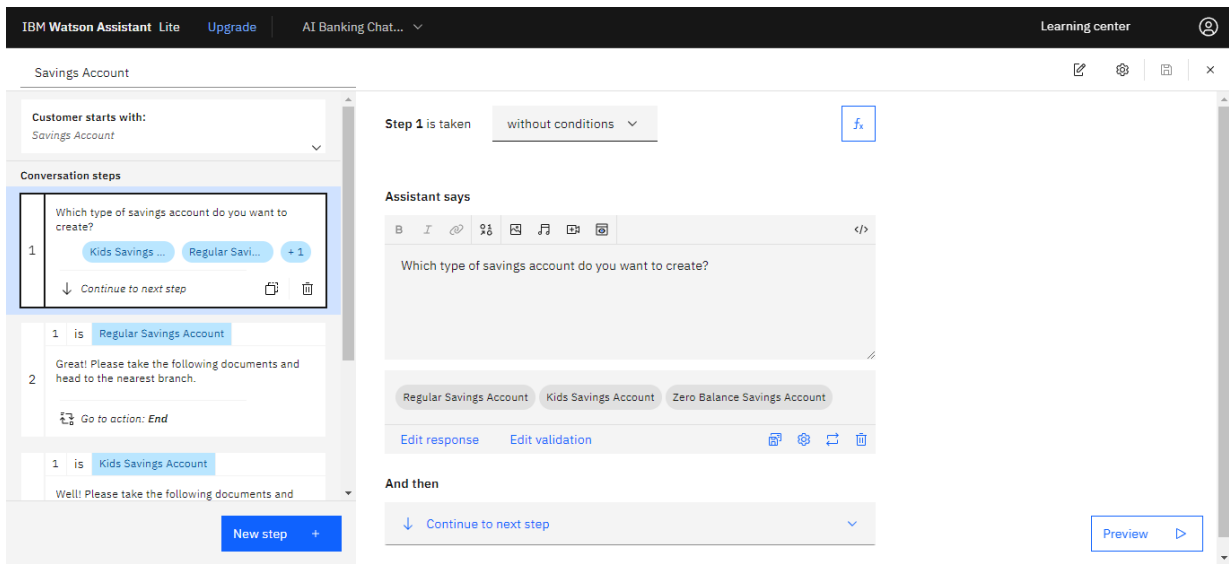 IBM Watson Assistant Lite Upgrade AI Banking Chat... Learning center
Savings Account
Customer starts with:
Savings Account
Conversation steps
1
Which type of savings account do you want to
create?
Kids Savings ... Regular Savi... + 1
Continue to next step
1 is Regular Savings Account
2
Great! Please take the following documents and
head to the nearest branch.
Go to action: End
1 is Kids Savings Account
Well! Please take the following documents and
New step +
Step 1 is taken without conditions fx
Assistant says
B I </>
Which type of savings account do you want to create?
Regular Savings Account Kids Savings Account Zero Balance Savings Account
Edit response Edit validation
And then
Continue to next step
Preview